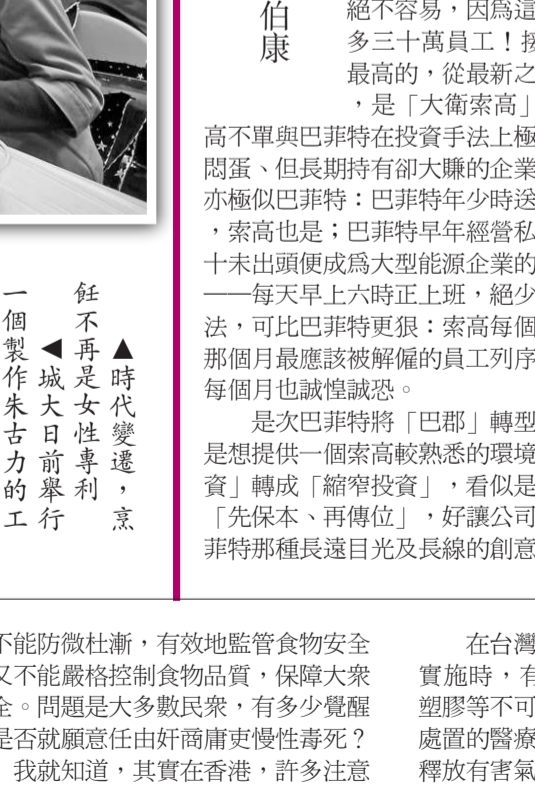 伯康
絕不容易，因為這
多三十萬員工！接
最高的，從最新之
，是「大衛索高」
高不單與巴菲特在投資手法上極
悶蛋、但長期持有卻大賺的企業
亦極似巴菲特：巴菲特年少時送
，索高也是；巴菲特早年經營私
十未出頭便成為大型能源企業的
——每天早上六時正上班，絕少
法，可比巴菲特更狠：索高每個
那個月最應該被解僱的員工列序
每個月也誠惶誠恐。
是次巴菲特將「巴郡」轉型
是想提供一個索高較熟悉的環境
資」轉成「縮窄投資」，看似是
「先保本、再傳位」，好讓公司
菲特那種長遠目光及長線的創意
▲時代變遷，烹
飪不再是女性專利
◀城大日前舉行
一個製作朱古力的工
在台灣
實施時，有
塑膠等不可
處置的醫療
釋放有害氣
不能防微杜漸，有效地監管食物安全
又不能嚴格控制食物品質，保障大眾
全。問題是大多數民眾，有多少覺醒
是否就願意任由奸商庸吏慢性毒死？
我就知道，其實在香港，許多注意